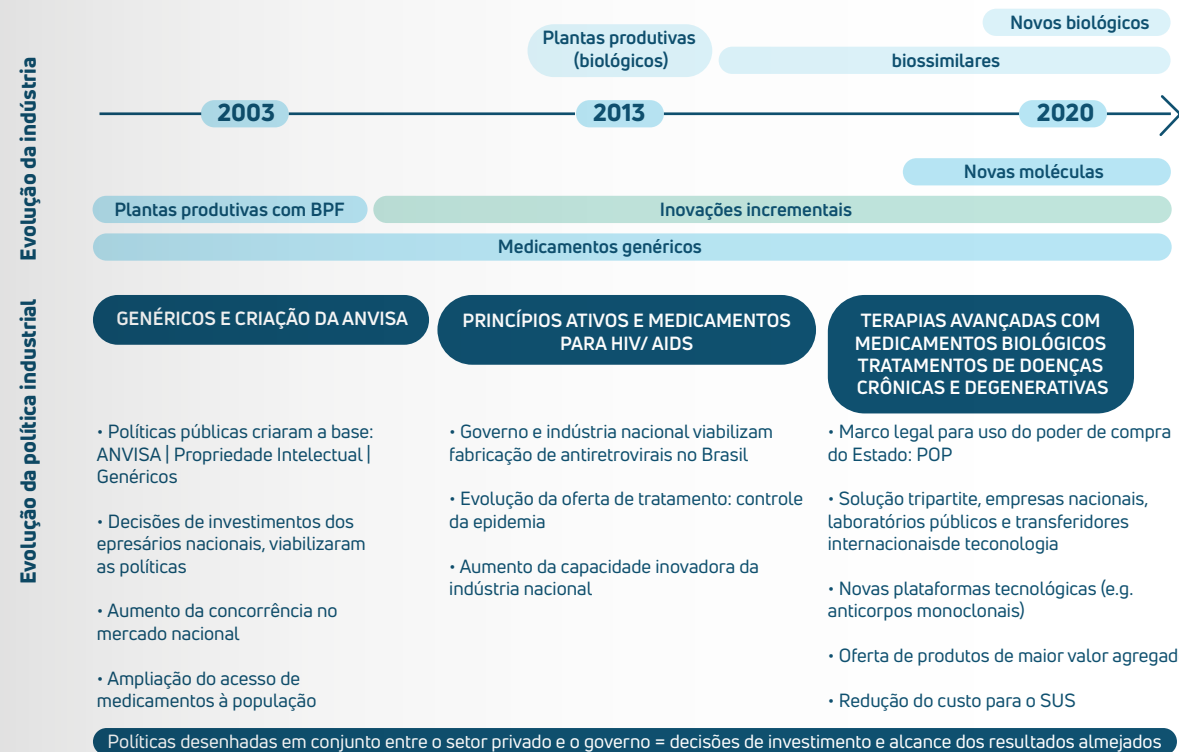 Evolução da indústria
Novos biológicos
Plantas produtivas
(biológicos)
biossimilares
2003
2013
2020
Novas moléculas
Plantas produtivas com BPF
Inovações incrementais
Medicamentos genéricos
Evolução da política industrial
GENÉRICOS E CRIAÇÃO DA ANVISA
• Políticas públicas criaram a base:
ANVISA | Propriedade Intelectual |
Genéricos
• Decisões de investimentos dos
epresários nacionais, viabilizaram
as políticas
• Aumento da concorrência no
mercado nacional
• Ampliação do acesso de
medicamentos à população
PRINCÍPIOS ATIVOS E MEDICAMENTOS
PARA HIV/ AIDS
• Governo e indústria nacional viabilizam
fabricação de antiretrovirais no Brasil
• Evolução da oferta de tratamento: controle
da epidemia
• Aumento da capacidade inovadora da
indústria nacional
TERAPIAS AVANÇADAS COM
MEDICAMENTOS BIOLÓGICOS
TRATAMENTOS DE DOENÇAS
CRÔNICAS E DEGENERATIVAS
• Marco legal para uso do poder de compra
do Estado: POP
• Solução tripartite, empresas nacionais,
laboratórios públicos e transferidores
internacionaisde teconologia
• Novas plataformas tecnológicas (e.g.
anticorpos monoclonais)
• Oferta de produtos de maior valor agregad
• Redução do custo para o SUS
Políticas desenhadas em conjunto entre o setor privado e o governo = decisões de investimento e alcance dos resultados almejados